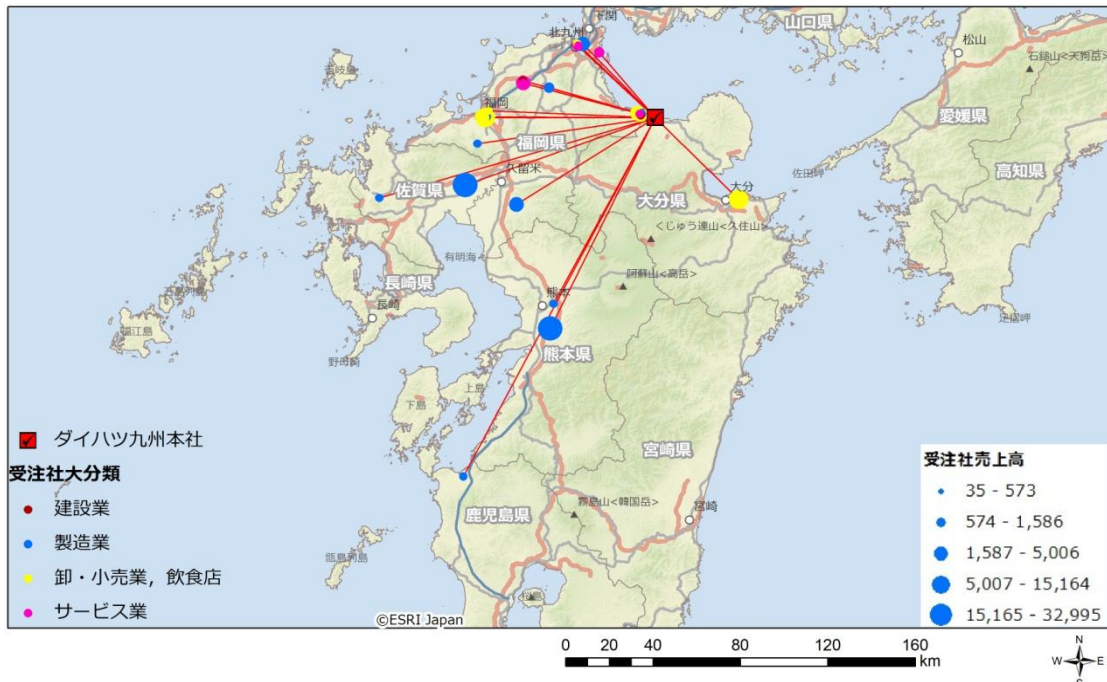 下関
山口県
北九州
松山
石鎚山<天狗岳>
愛媛県
福岡
福岡県
高知県
佐田岬
久留米
佐賀県
大分
大分県
くじゅう連山<久住山>
有明海
阿蘇山<高岳>
長崎県
熊本
長崎
足摺岬
福江島
熊本県
野母崎
上島
下島
ダイハツ九州本社
宮崎県
受注社大分類
建設業
製造業
卸・小売業，飲食店
サービス業
鹿児島県
霧島山<韓国岳>
宮崎
甑島列島
桜島
©ESRI Japan
受注社売上高
35 - 573
574 - 1,586
1,587 - 5,006
5,007 - 15,164
15,165 - 32,995
0 20 40 80 120 160
km
N
W E
S